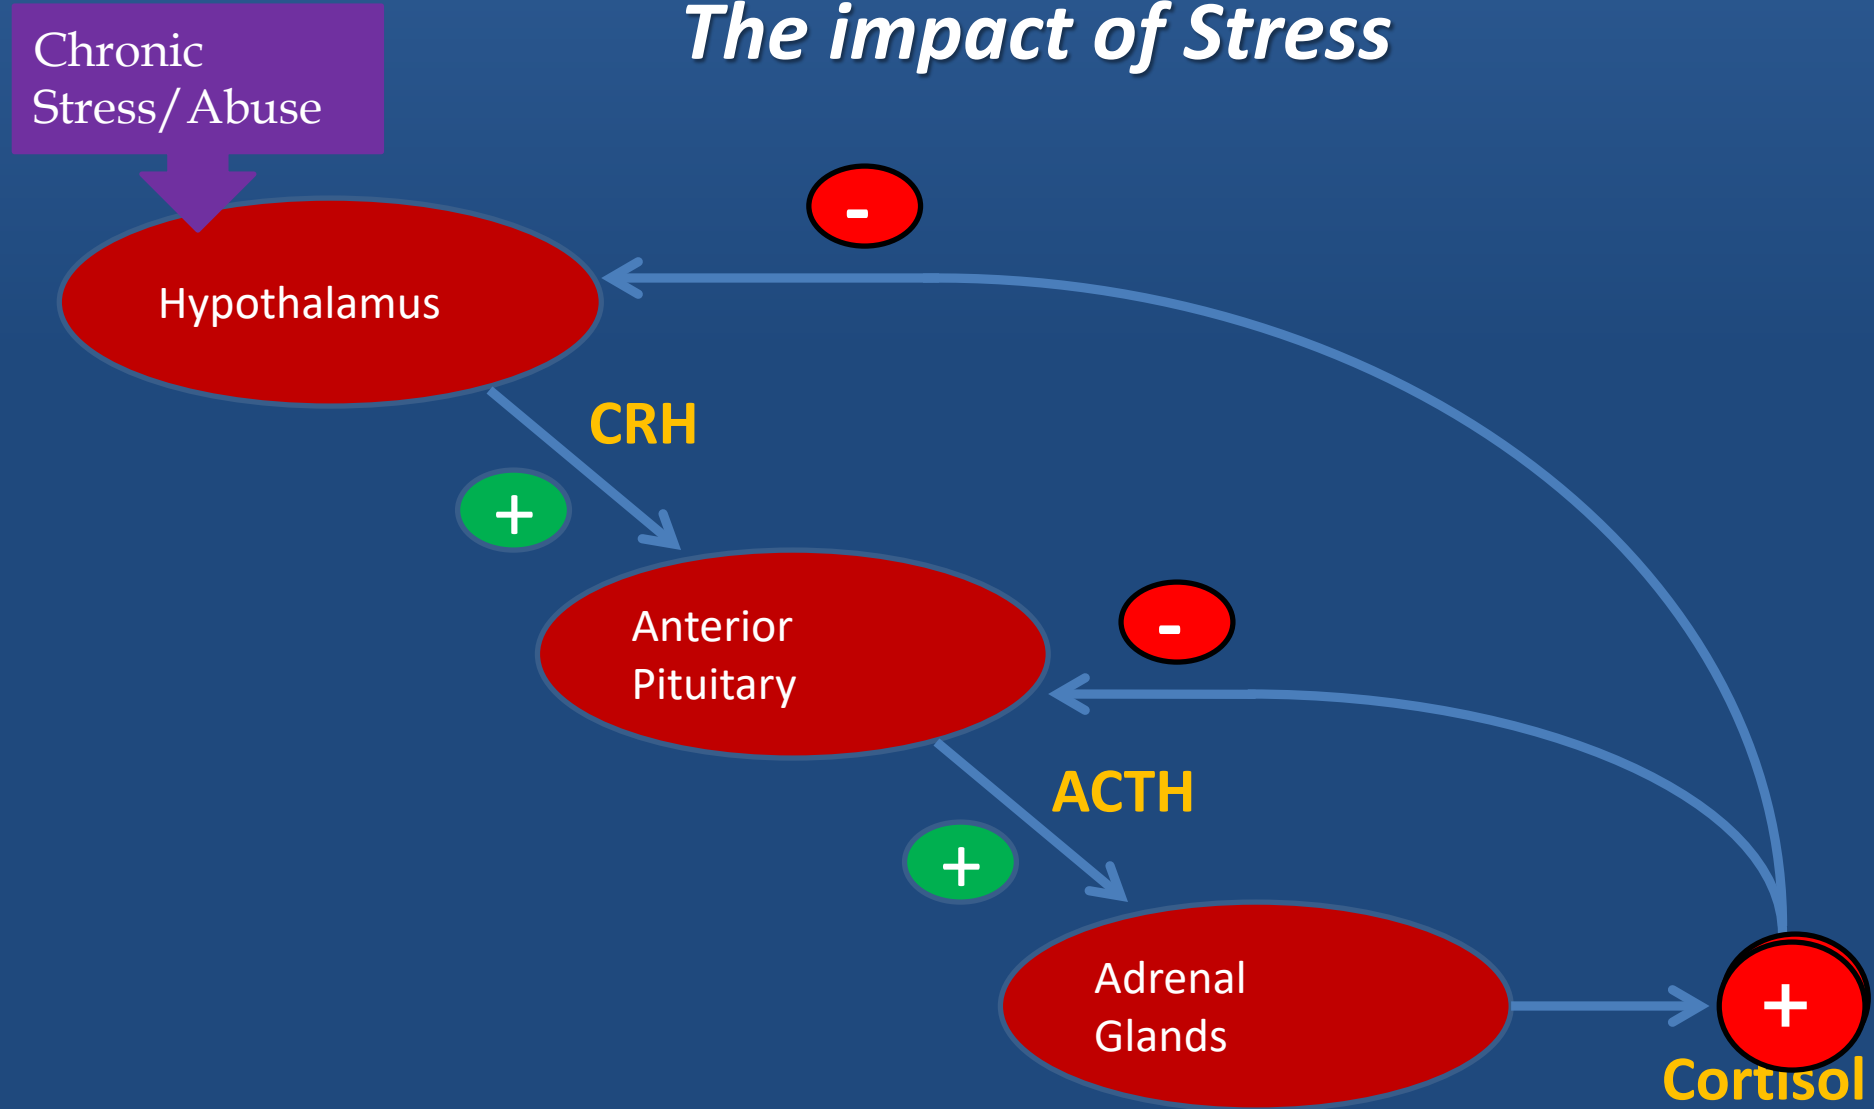 The impact of Stress
Chronic
Stress/Abuse
-
Hypothalamus
CRH
+
Anterior
Pituitary
-
ACTH
+
Adrenal
Glands
+
Cortisol